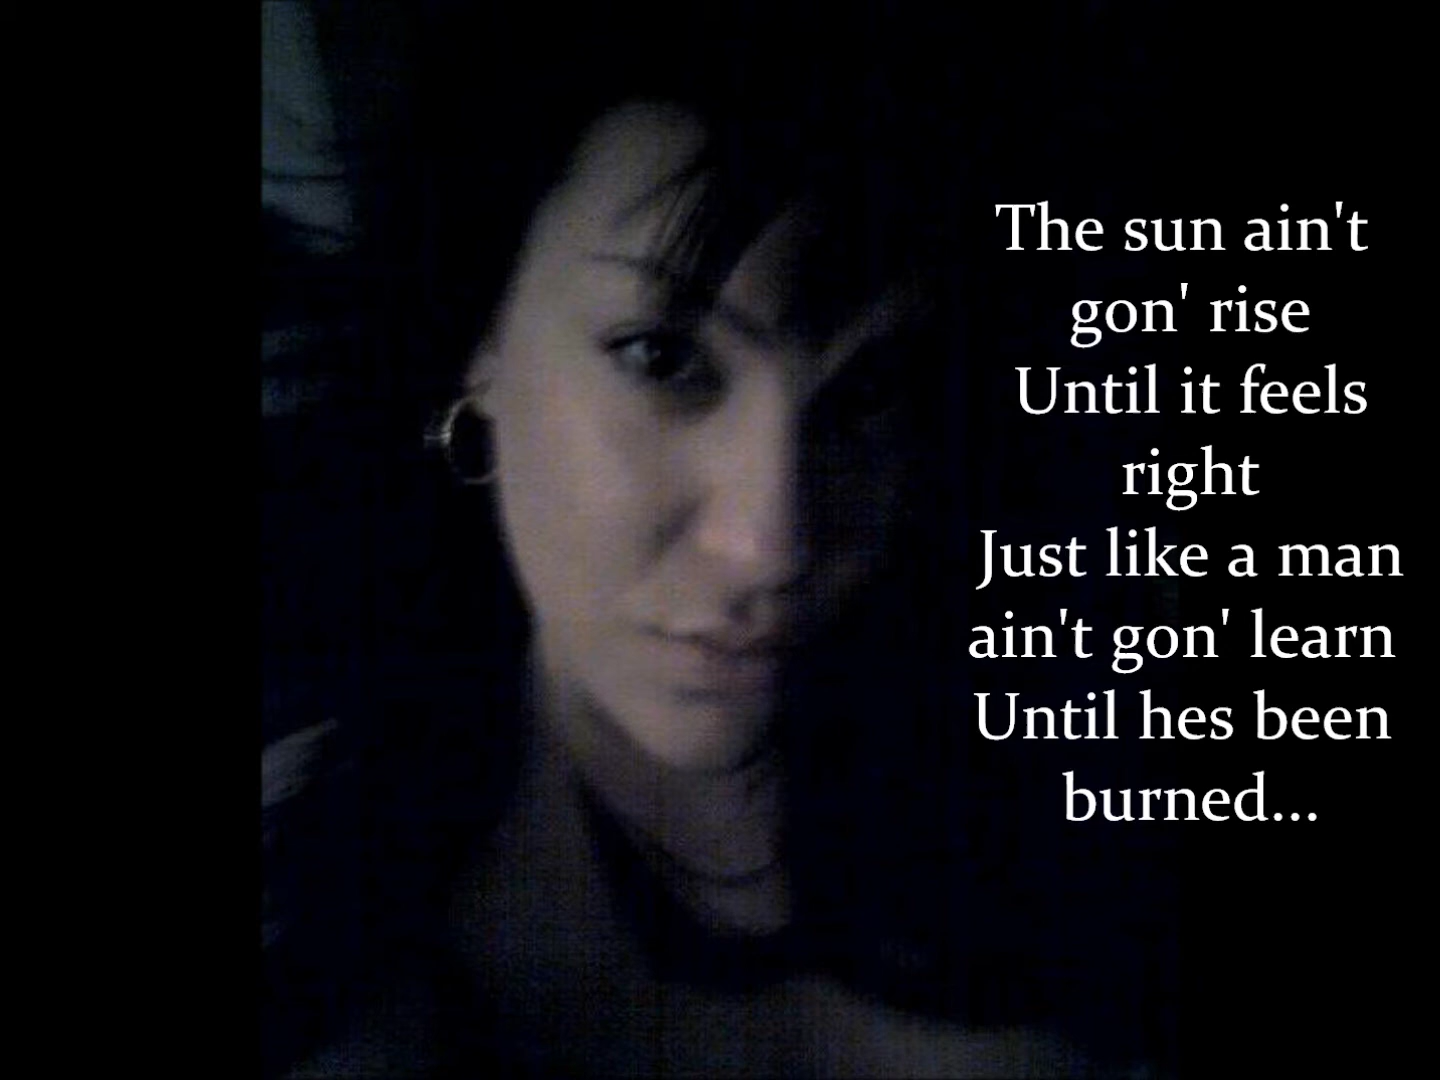 The sun ain't
gon' rise
Until it feels
right
Just like a man
ain't gon' learn
Until hes been
burned...